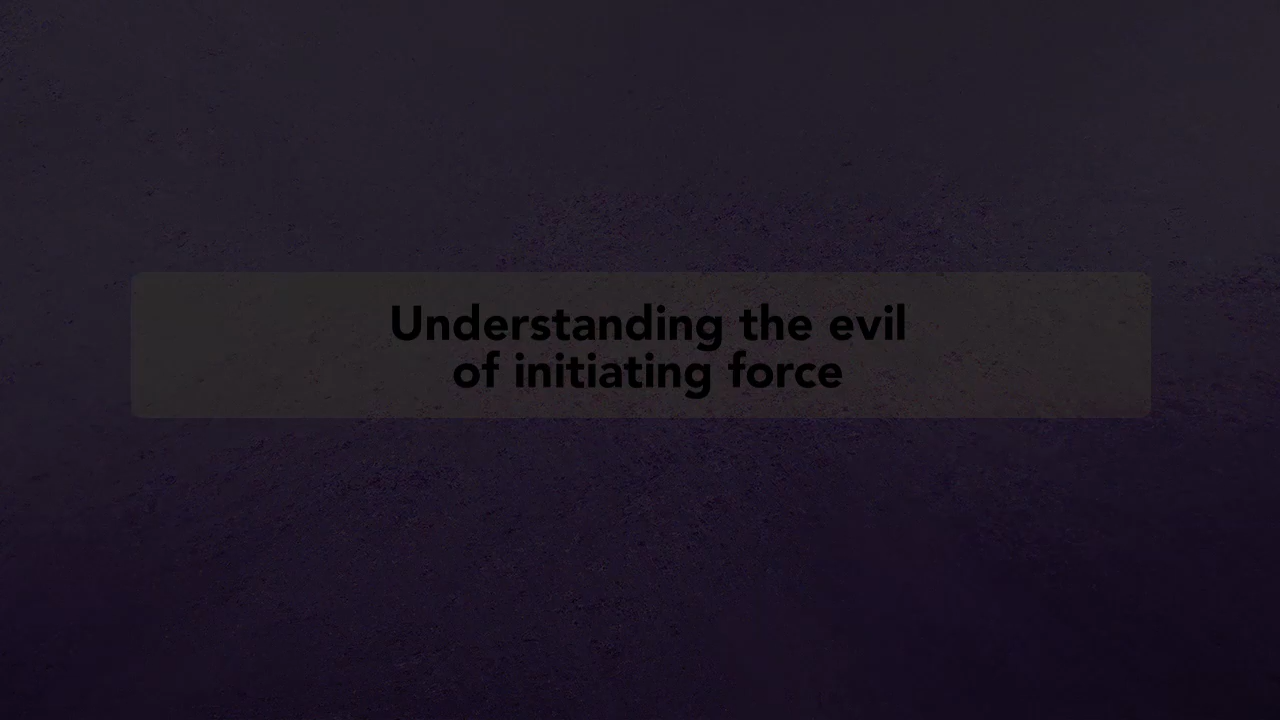 Understanding the evil
of initiating force